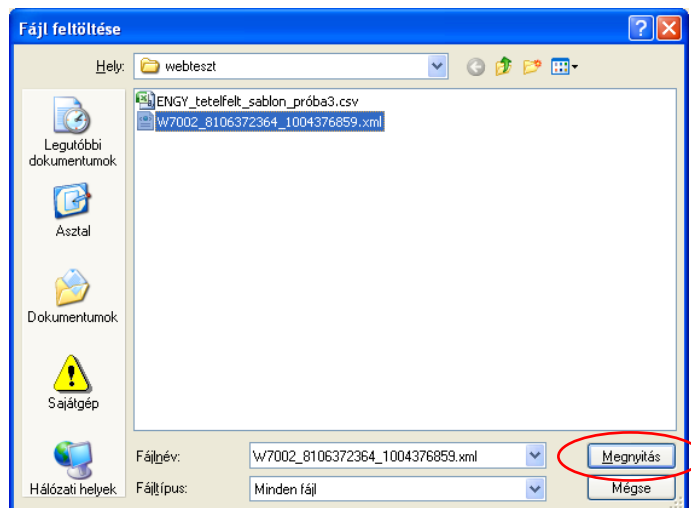 Fájl feltöltése
Hely:
webteszt
ENGY_tetelfelt_sablon_próba3.csv
W7002_8106372364_1004376859.xml
Legutóbbi
dokumentumok
Asztal
Dokumentumok
Sajátgép
Hálózati helyek
Fájlnév:
W7002_8106372364_1004376859.xml
Megnyitás
Fájltípus:
Minden fájl
Mégse